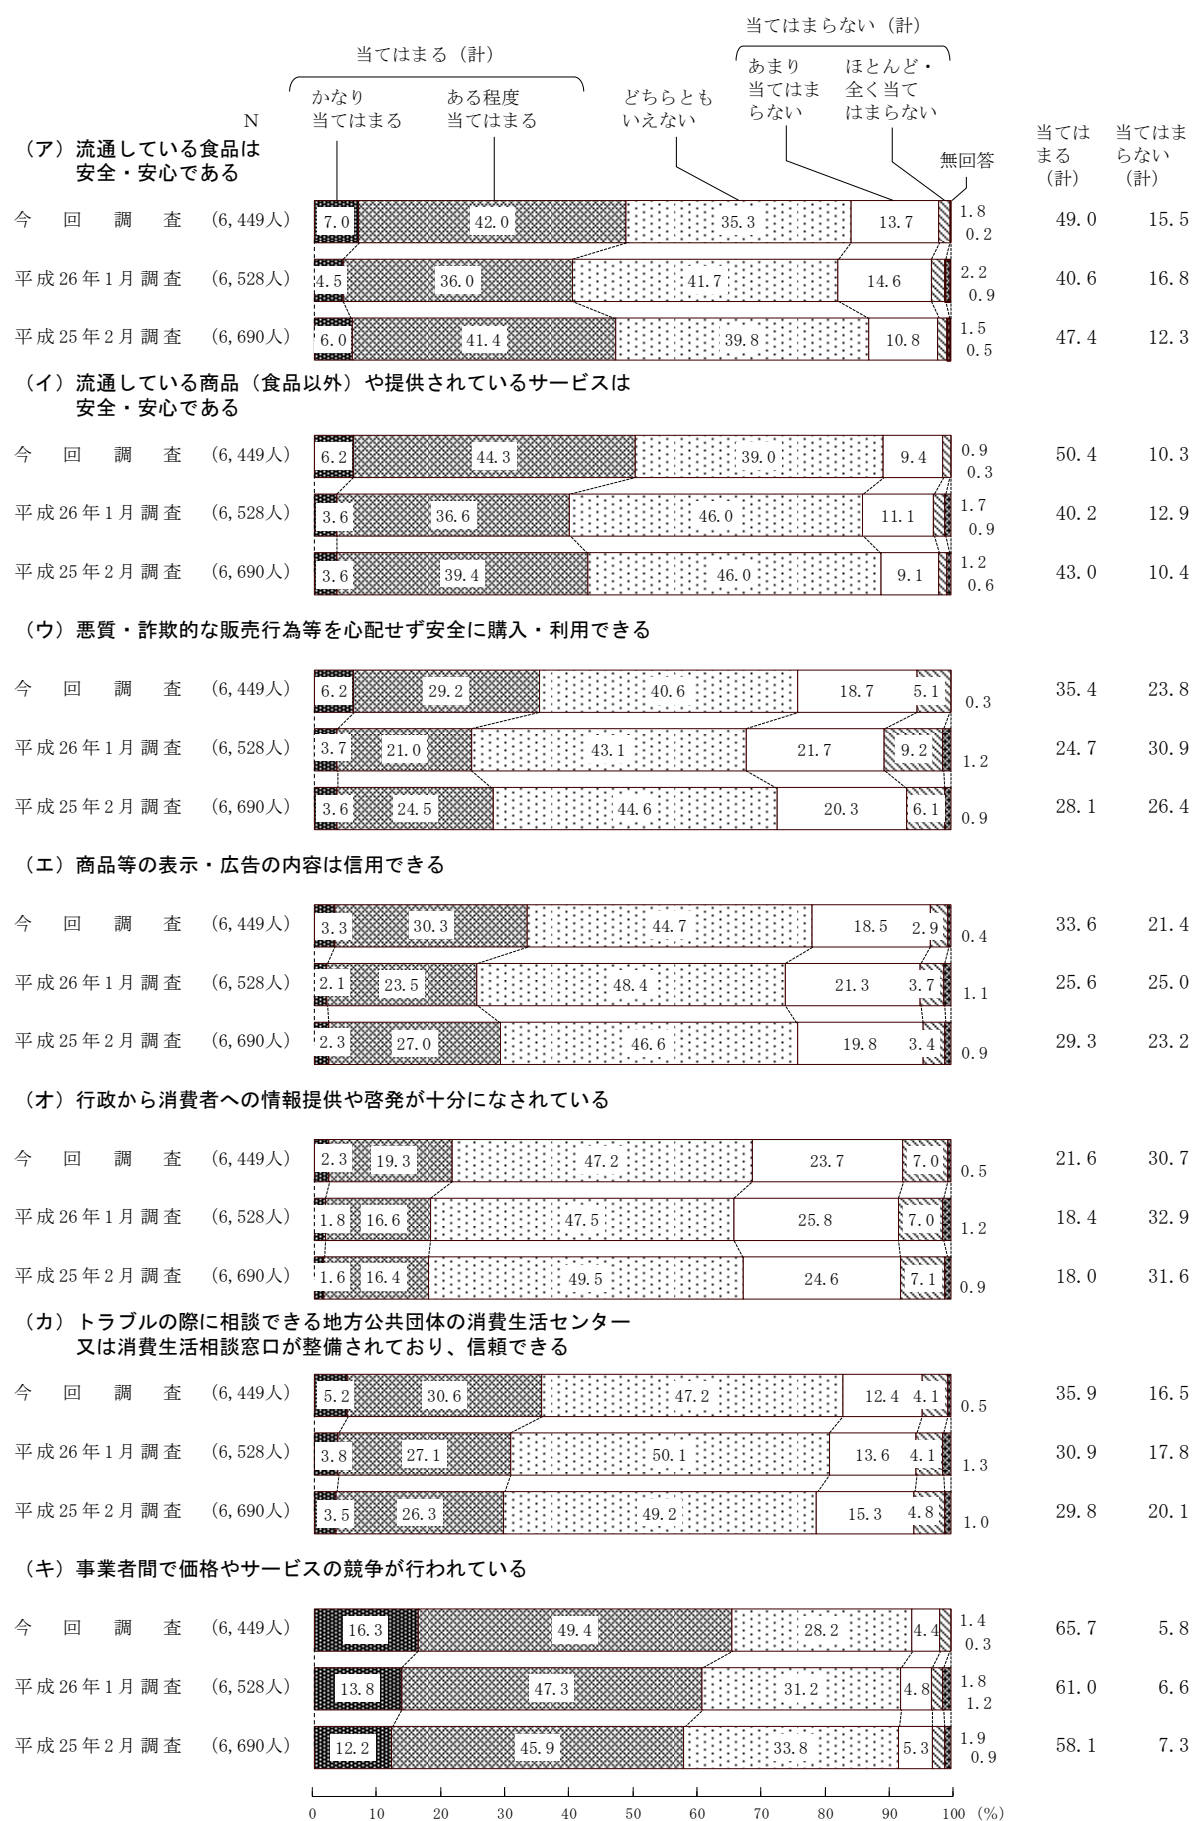 当てはまらない（計）
当てはまる（計）
あまり
当てはま
らない
ほとんど・
全く当て
はまらない
かなり
当てはまる
ある程度
当てはまる
どちらとも
いえない
N
無回答
当ては
まる
（計）
当てはま
らない
（計）
（ア）流通している食品は
安全・安心である
今回調査 (6,449人) 7.0 42.0 35.3 13.7 1.8 0.2 49.0 15.5
平成26年1月調査 (6,528人) 4.5 36.0 41.7 14.6 2.2 0.9 40.6 16.8
平成25年2月調査 (6,690人) 6.0 41.4 39.8 10.8 1.5 0.5 47.4 12.3
（イ）流通している商品（食品以外）や提供されているサービスは
安全・安心である
今回調査 (6,449人) 6.2 44.3 39.0 9.4 0.9 0.3 50.4 10.3
平成26年1月調査 (6,528人) 3.6 36.6 46.0 11.1 1.7 0.9 40.2 12.9
平成25年2月調査 (6,690人) 3.6 39.4 46.0 9.1 1.2 0.6 43.0 10.4
（ウ）悪質・詐欺的な販売行為等を心配せず安全に購入・利用できる
今回調査 (6,449人) 6.2 29.2 40.6 18.7 5.1 0.3 35.4 23.8
平成26年1月調査 (6,528人) 3.7 21.0 43.1 21.7 9.2 1.2 24.7 30.9
平成25年2月調査 (6,690人) 3.6 24.5 44.6 20.3 6.1 0.9 28.1 26.4
（エ）商品等の表示・広告の内容は信用できる
今回調査 (6,449人) 3.3 30.3 44.7 18.5 2.9 0.4 33.6 21.4
平成26年1月調査 (6,528人) 2.1 23.5 48.4 21.3 3.7 1.1 25.6 25.0
平成25年2月調査 (6,690人) 2.3 27.0 46.6 19.8 3.4 0.9 29.3 23.2
（オ）行政から消費者への情報提供や啓発が十分になされている
今回調査 (6,449人) 2.3 19.3 47.2 23.7 7.0 0.5 21.6 30.7
平成26年1月調査 (6,528人) 1.8 16.6 47.5 25.8 7.0 1.2 18.4 32.9
平成25年2月調査 (6,690人) 1.6 16.4 49.5 24.6 7.1 0.9 18.0 31.6
（カ）トラブルの際に相談できる地方公共団体の消費生活センター
又は消費生活相談窓口が整備されており、信頼できる
今回調査 (6,449人) 5.2 30.6 47.2 12.4 4.1 0.5 35.9 16.5
平成26年1月調査 (6,528人) 3.8 27.1 50.1 13.6 4.1 1.3 30.9 17.8
平成25年2月調査 (6,690人) 3.5 26.3 49.2 15.3 4.8 1.0 29.8 20.1
（キ）事業者間で価格やサービスの競争が行われている
今回調査 (6,449人) 16.3 49.4 28.2 4.4 1.4 0.3 65.7 5.8
平成26年1月調査 (6,528人) 13.8 47.3 31.2 4.8 1.8 1.2 61.0 6.6
平成25年2月調査 (6,690人) 12.2 45.9 33.8 5.3 1.9 0.9 58.1 7.3
0 10 20 30 40 50 60 70 80 90 100 (%)